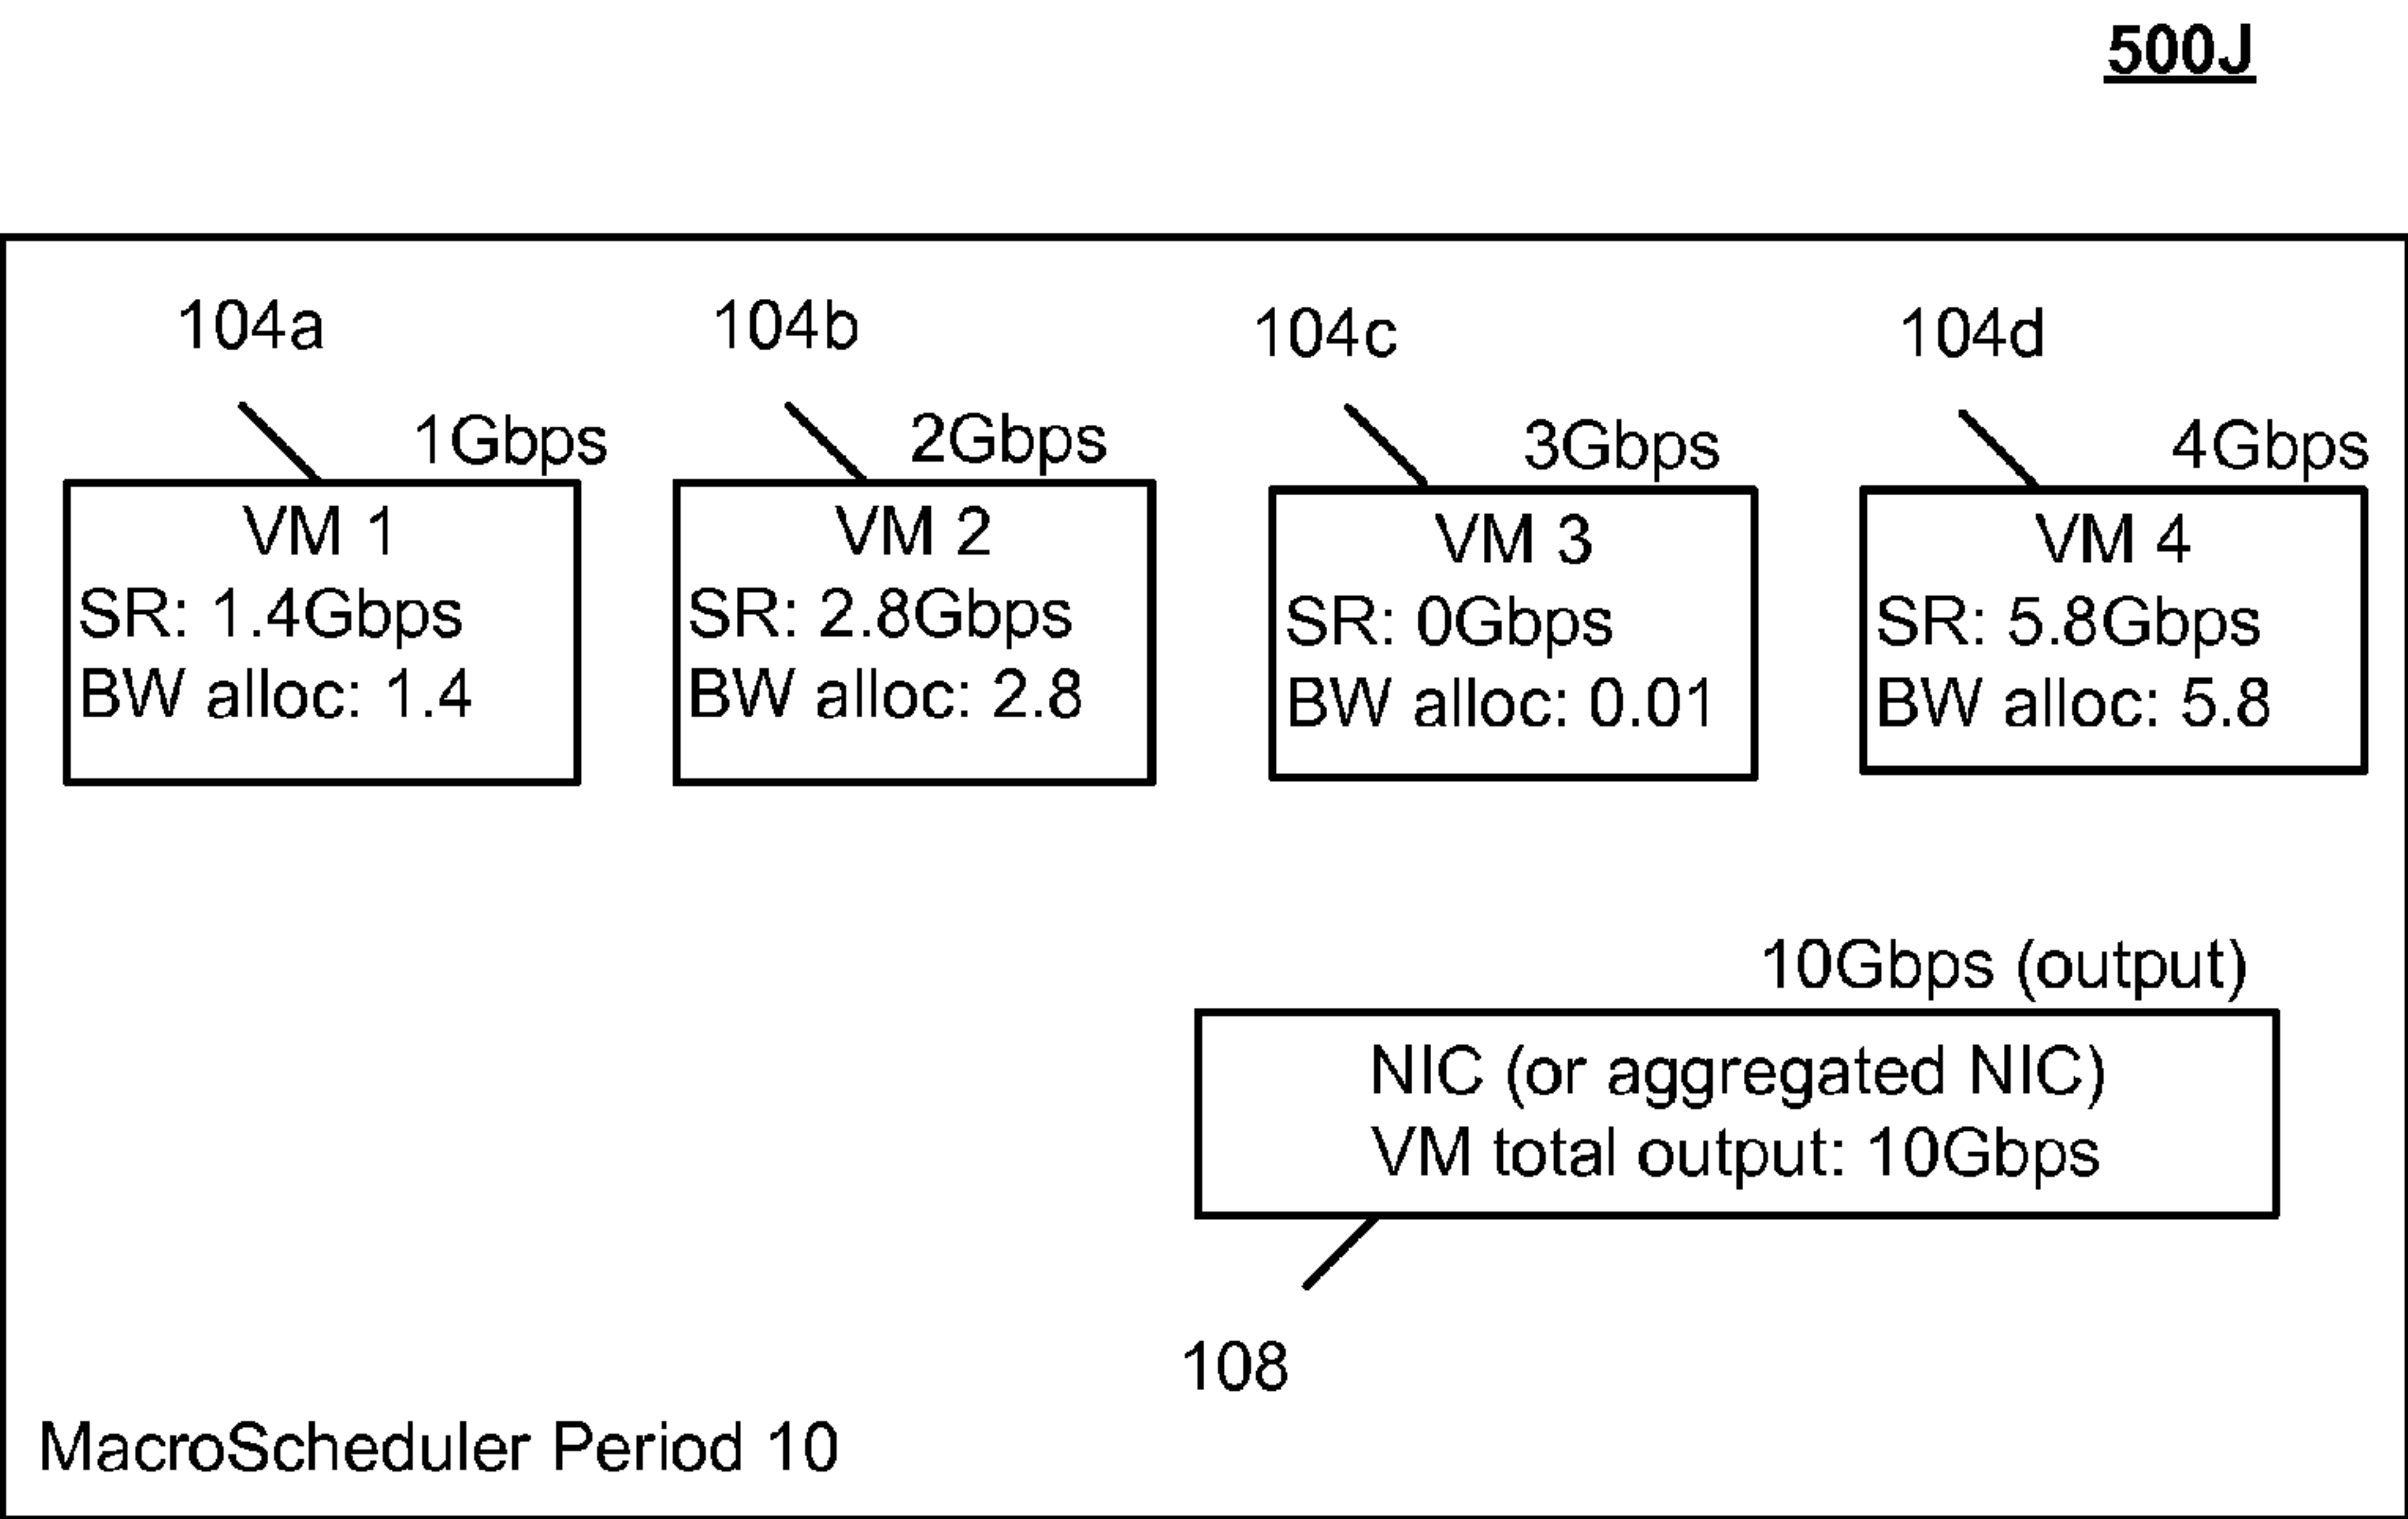 500J
104a
104b
104c
104d
1Gbps
2Gbps
3Gbps
4Gbps
VM 1
SR: 1.4Gbps
BW alloc: 1.4
VM 2
SR: 2.8Gbps
BW alloc: 2.8
VM 3
SR: 0Gbps
BW alloc: 0.01
VM 4
SR: 5.8Gbps
BW alloc: 5.8
10Gbps (output)
NIC (or aggregated NIC)
VM total output: 10Gbps
108
MacroScheduler Period 10